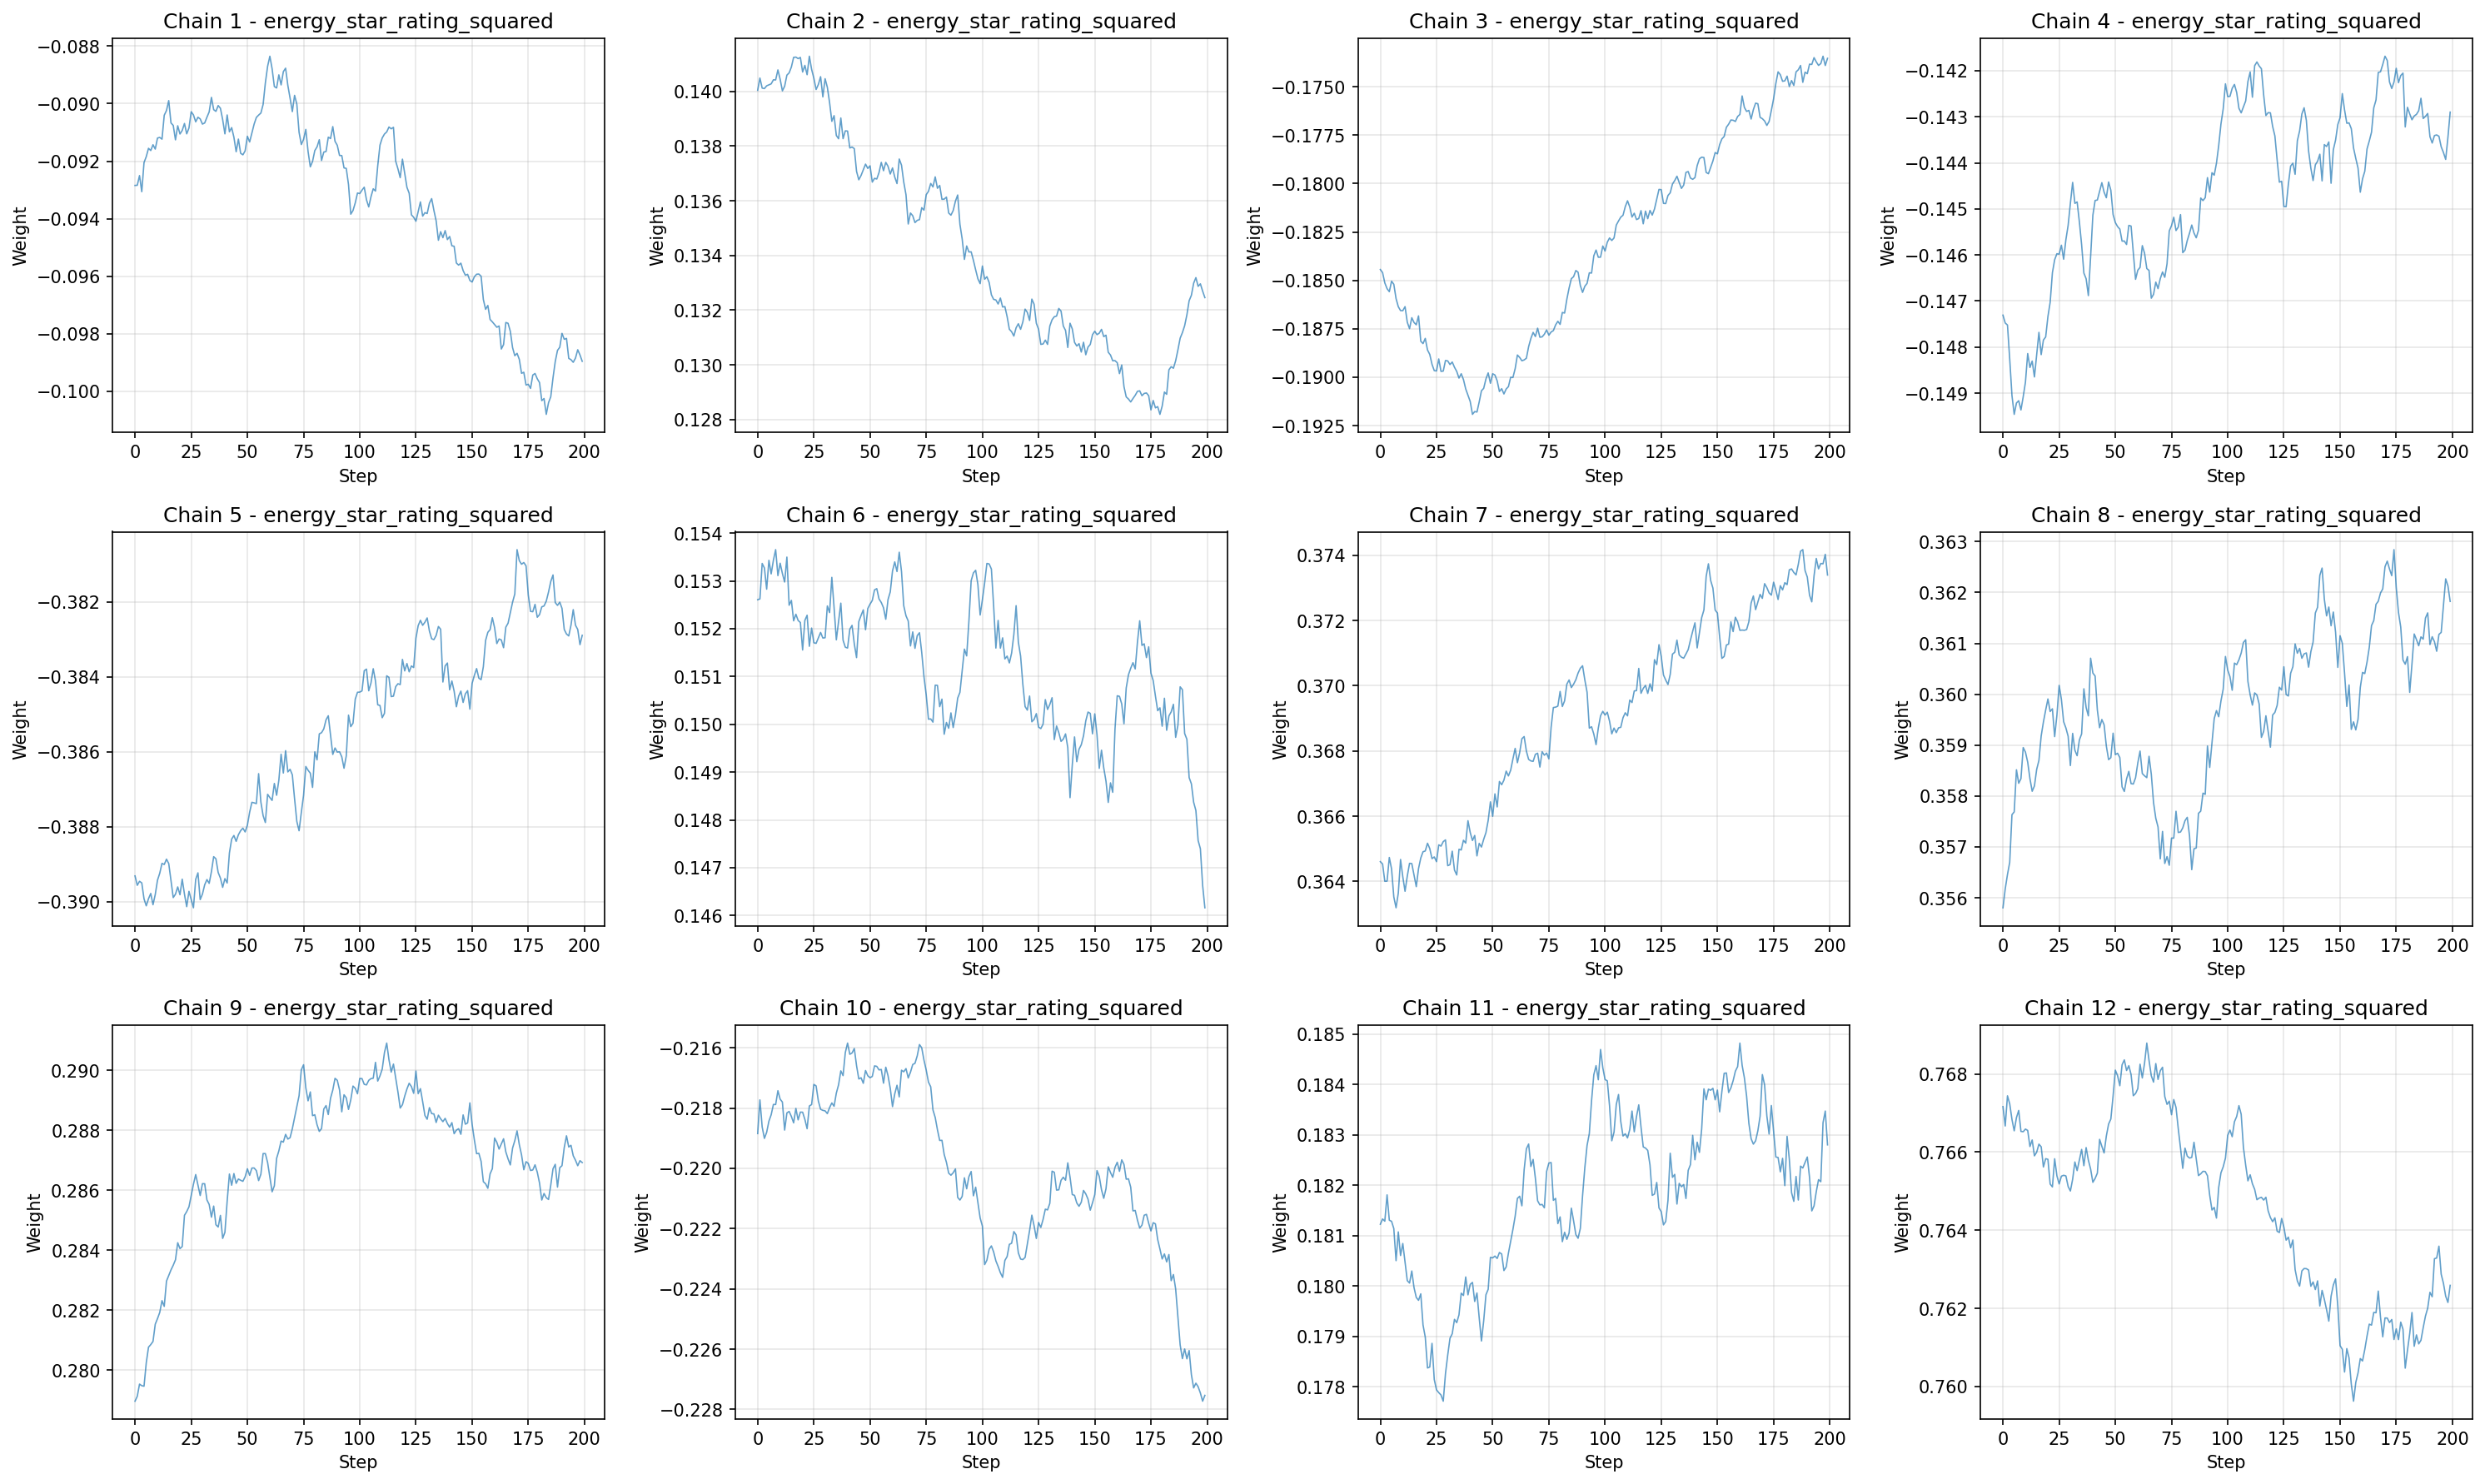 Chain 1 - energy_star_rating_squared
Weight
−0.088
−0.090
−0.092
−0.094
−0.096
−0.098
−0.100
0 25 50 75 100 125 150 175 200
Step
Chain 2 - energy_star_rating_squared
Weight
0.140
0.138
0.136
0.134
0.132
0.130
0.128
0 25 50 75 100 125 150 175 200
Step
Chain 3 - energy_star_rating_squared
Weight
−0.1750
−0.1775
−0.1800
−0.1825
−0.1850
−0.1875
−0.1900
−0.1925
0 25 50 75 100 125 150 175 200
Step
Chain 4 - energy_star_rating_squared
Weight
−0.142
−0.143
−0.144
−0.145
−0.146
−0.147
−0.148
−0.149
0 25 50 75 100 125 150 175 200
Step
Chain 5 - energy_star_rating_squared
Weight
−0.382
−0.384
−0.386
−0.388
−0.390
0 25 50 75 100 125 150 175 200
Step
Chain 6 - energy_star_rating_squared
Weight
0.154
0.153
0.152
0.151
0.150
0.149
0.148
0.147
0.146
0 25 50 75 100 125 150 175 200
Step
Chain 7 - energy_star_rating_squared
Weight
0.374
0.372
0.370
0.368
0.366
0.364
0 25 50 75 100 125 150 175 200
Step
Chain 8 - energy_star_rating_squared
Weight
0.363
0.362
0.361
0.360
0.359
0.358
0.357
0.356
0 25 50 75 100 125 150 175 200
Step
Chain 9 - energy_star_rating_squared
Weight
0.290
0.288
0.286
0.284
0.282
0.280
0 25 50 75 100 125 150 175 200
Step
Chain 10 - energy_star_rating_squared
Weight
−0.216
−0.218
−0.220
−0.222
−0.224
−0.226
−0.228
0 25 50 75 100 125 150 175 200
Step
Chain 11 - energy_star_rating_squared
Weight
0.185
0.184
0.183
0.182
0.181
0.180
0.179
0.178
0 25 50 75 100 125 150 175 200
Step
Chain 12 - energy_star_rating_squared
Weight
0.768
0.766
0.764
0.762
0.760
0 25 50 75 100 125 150 175 200
Step